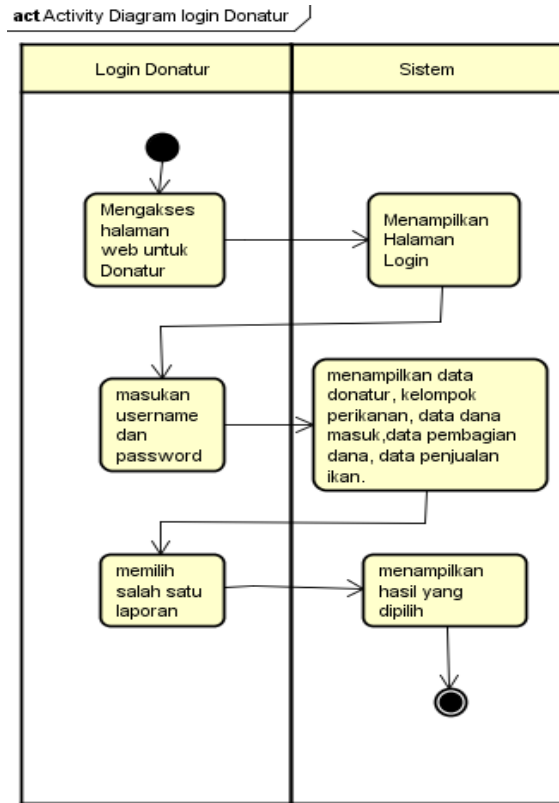 act Activity Diagram login Donatur
Login Donatur
Sistem
Mengakses
halaman
web untuk
Donatur
Menampilkan
Halaman
Login
masukan
username
dan
password
menampilkan data
donatur, kelompok
perikanan, data dana
masuk,data pembagian
dana, data penjualan
ikan.
memilih
salah satu
laporan
menampilkan
hasil yang
dipilih